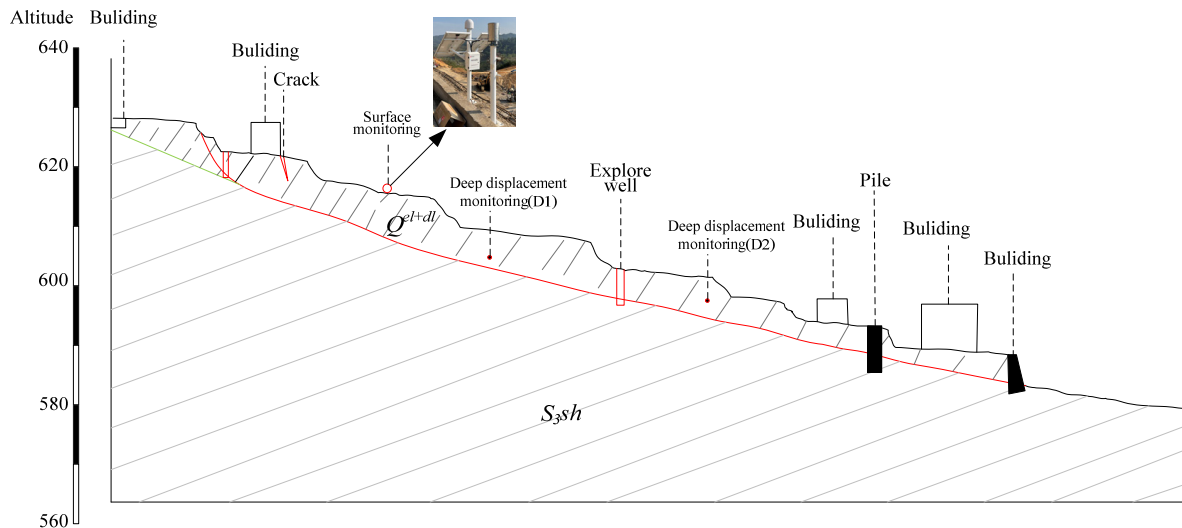 Altitude
Buliding
640
Buliding
Crack
Surface
monitoring
620
Explore
well
Deep displacement
monitoring(D1)
Pile
Qel+dl
Deep displacement
monitoring(D2)
Buliding
Buliding
Buliding
600
580
S3sh
560